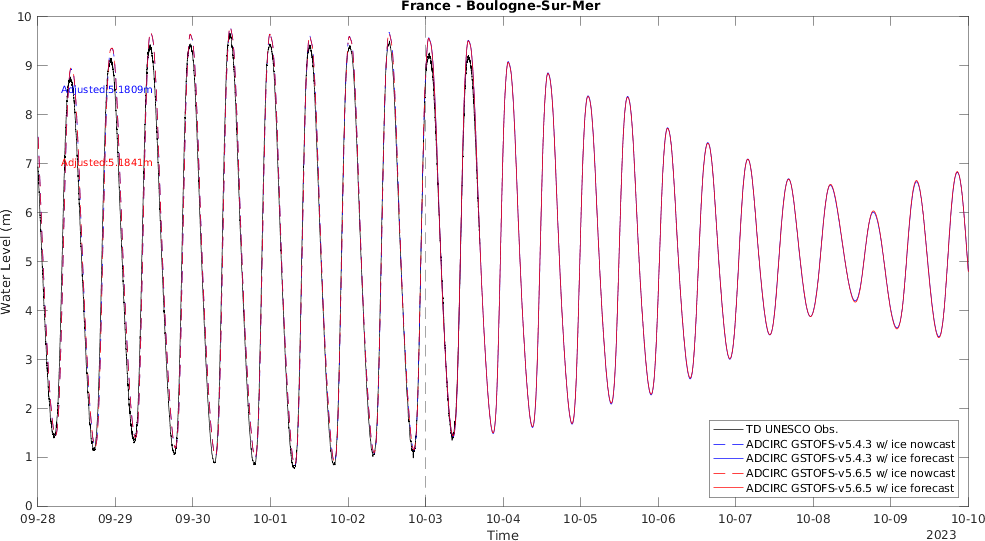 France - Boulogne-Sur-Mer
10
9
8
7
6
5
4
3
2
1
0
Water Level (m)
Adjusted:5.1809m
Adjusted:5.1841m
TD UNESCO Obs.
ADCIRC GSTOFS-v5.4.3 w/ ice nowcast
ADCIRC GSTOFS-v5.4.3 w/ ice forecast
ADCIRC GSTOFS-v5.6.5 w/ ice nowcast
ADCIRC GSTOFS-v5.6.5 w/ ice forecast
09-28 09-29 09-30 10-01 10-02 10-03 10-04 10-05 10-06 10-07 10-08 10-09 10-10
Time
2023